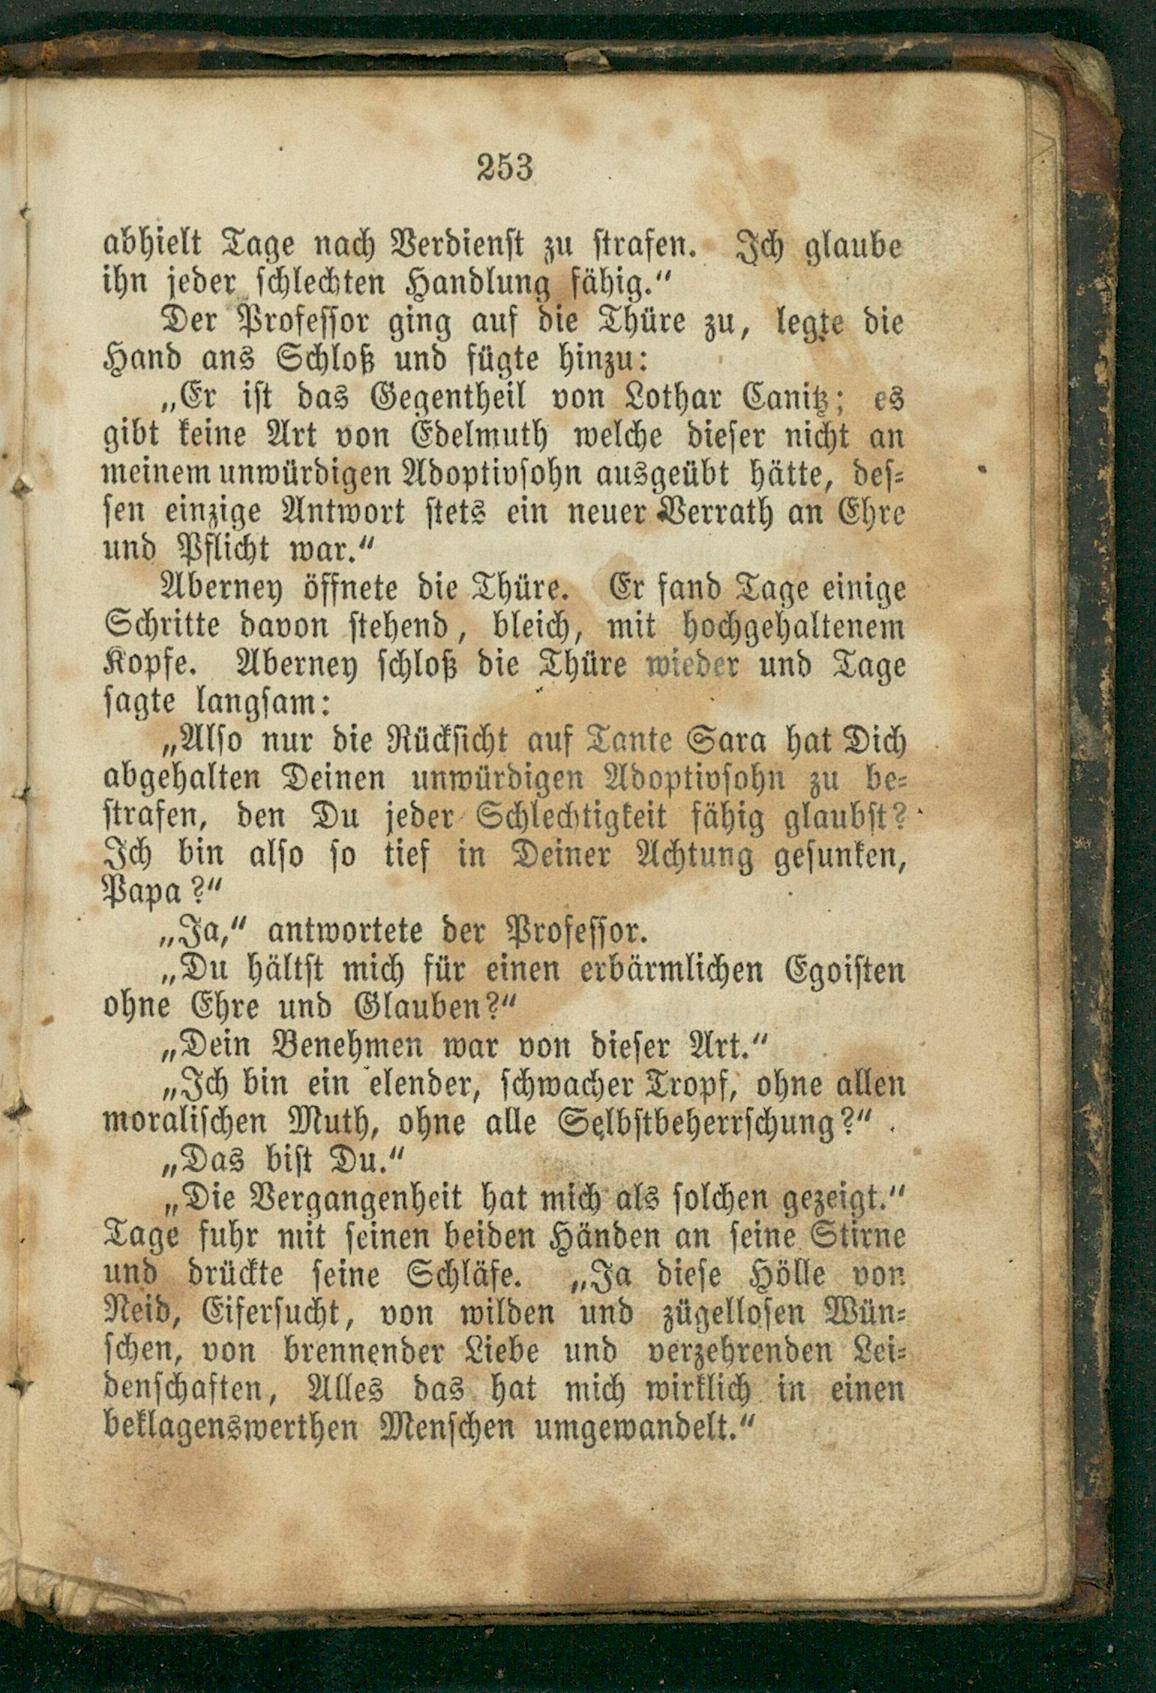 253
abhielt Tage nach Verdienst zu strafen. Ich glaube
ihn jeder schlechten Handlung fähig.“
Der Professor ging auf die Thüre zu, legte die
Hand ans Schloß und fügte hinzu:
„Er ist das Gegentheil von Lothar Canitz; es
gibt keine Art von Edelmuth welche dieser nicht an
meinem unwürdigen Adoptivsohn ausgeübt hätte, des-
sen einzige Antwort stets ein neuer Verrath an Ehre
und Pflicht war.“
Aberney öffnete die Thüre. Er fand Tage einige
Schritte davon stehend, bleich, mit hochgehaltenem
Kopfe. Aberney schloß die Thüre wieder und Tage
sagte langsam:
„Also nur die Rücksicht auf Tante Sara hat Dich
abgehalten Deinen unwürdigen Adoptivsohn zu be-
strafen, den Du jeder Schlechtigkeit fähig glaubst?
Ich bin also so tief in Deiner Achtung gesunken,
Papa?“
„Ja,“ antwortete der Professor.
„Du hältst mich für einen erbärmlichen Egoisten
ohne Ehre und Glauben?“
„Dein Benehmen war von dieser Art.“
„Ich bin ein elender, schwacher Tropf, ohne allen
moralischen Muth, ohne alle Selbstbeherrschung?“
„Das bist Du.“
„Die Vergangenheit hat mich als solchen gezeigt.“
Tage fuhr mit seinen beiden Händen an seine Stirne
und drückte seine Schläfe. „Ja diese Hölle von
Neid, Eifersucht, von wilden und zügellosen Wün-
schen, von brennender Liebe und verzehrenden Lei-
denschaften, Alles das hat mich wirklich in einen
beklagenswerthen Menschen umgewandelt.“